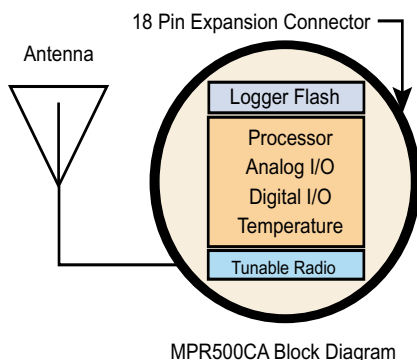 18 Pin Expansion Connector
Antenna
Logger Flash
Processor
Analog I/O
Digital I/O
Temperature
Tunable Radio
MPR500CA Block Diagram